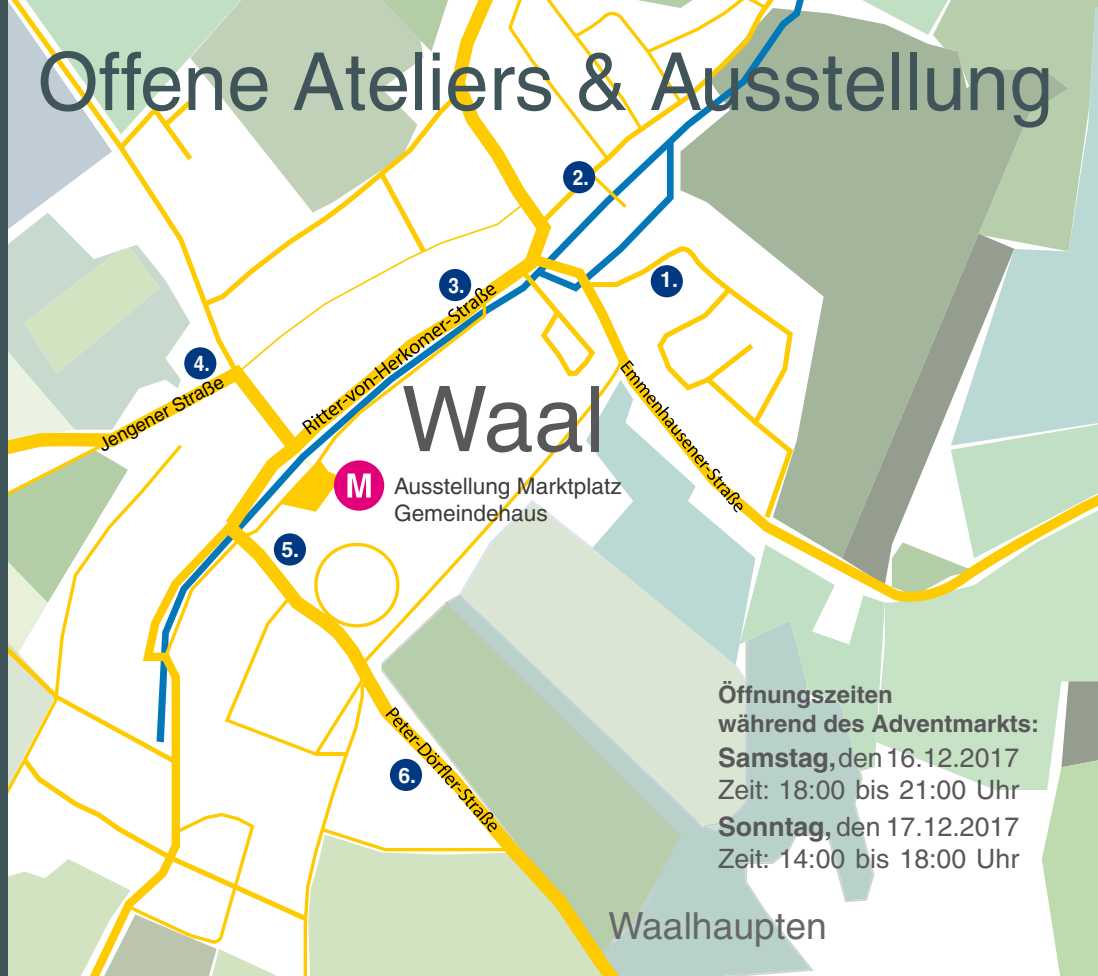 Offene Ateliers & Ausstellung
2.
1.
3.
Ritter-von-Herkomer-Straße
4.
Jengener Straße
Emmenhausener-Straße
Waal
M
Ausstellung Marktplatz
Gemeindehaus
5.
Peter-Dörfler-Straße
6.
Öffnungszeiten
während des Adventmarkts:
Samstag, den 16.12.2017
Zeit: 18:00 bis 21:00 Uhr
Sonntag, den 17.12.2017
Zeit: 14:00 bis 18:00 Uhr
Waalhaupten